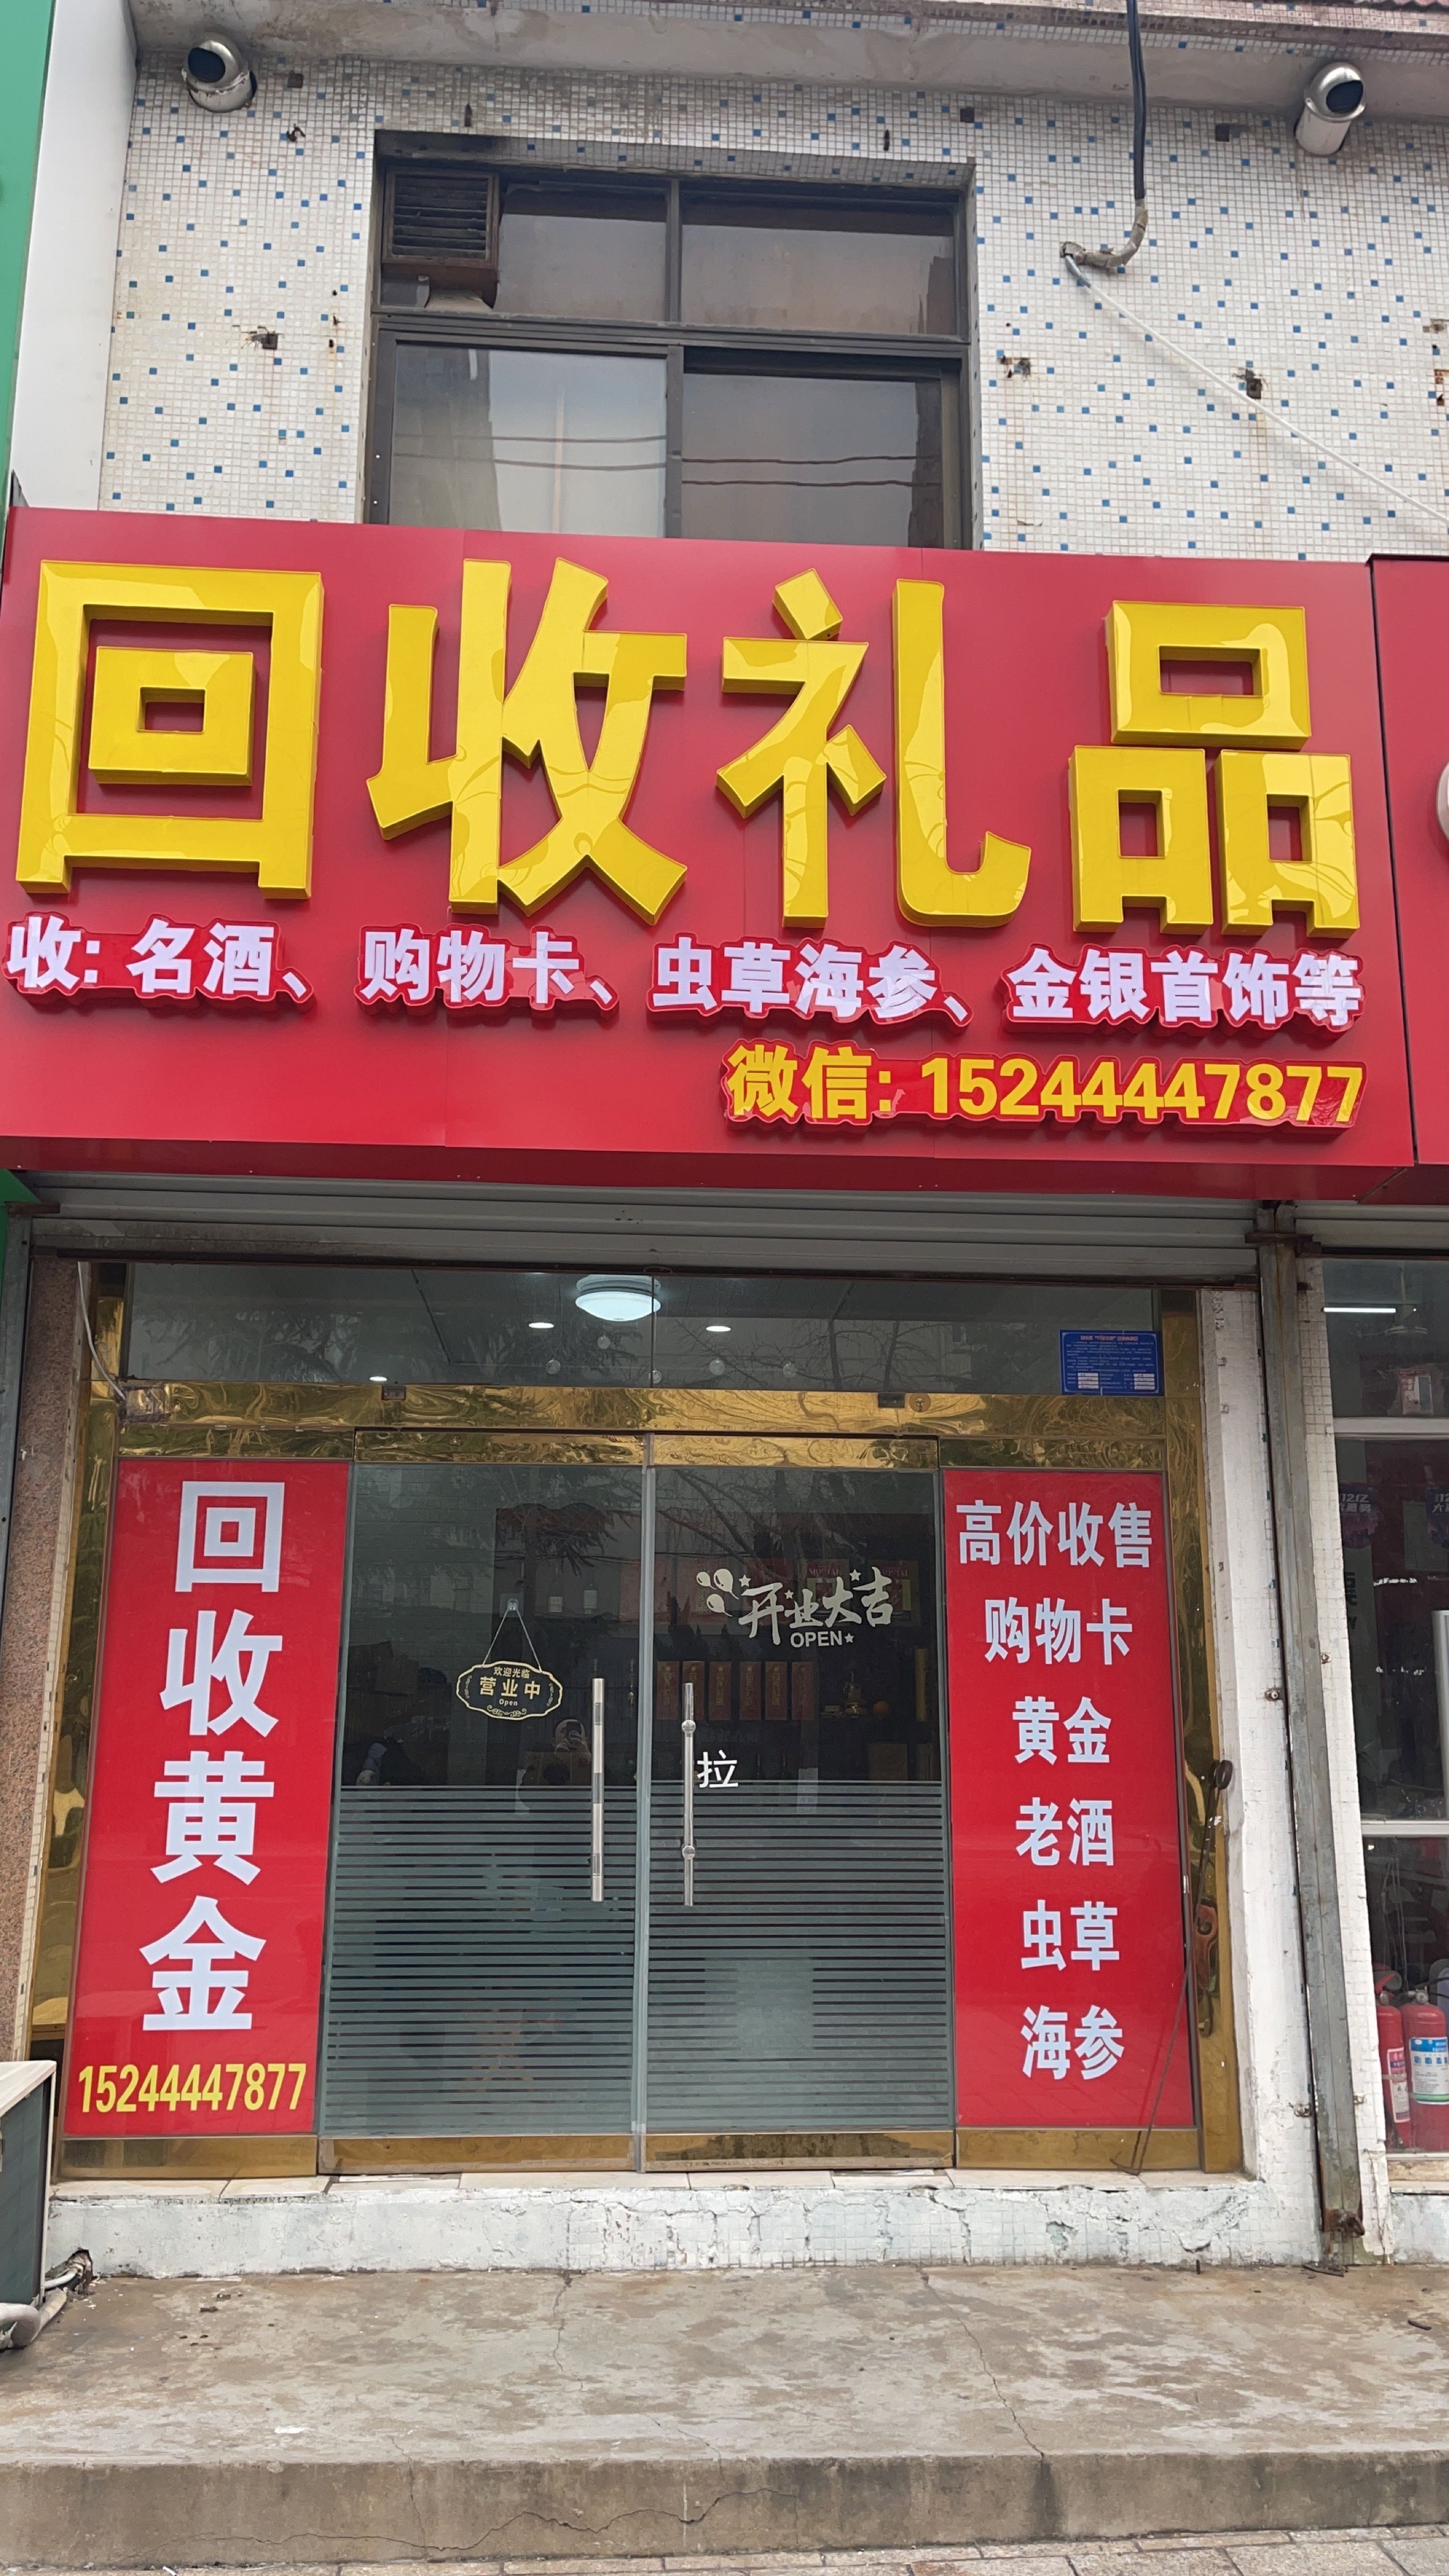 回收礼品
收: 名酒、购物卡、虫草海参、金银首饰等
微信: 15244447877
回收黄金
15244447877
欢迎光临
营业中
Open
开业大吉
OPEN
拉
高价收售
购物卡
黄金
老酒
虫草
海参